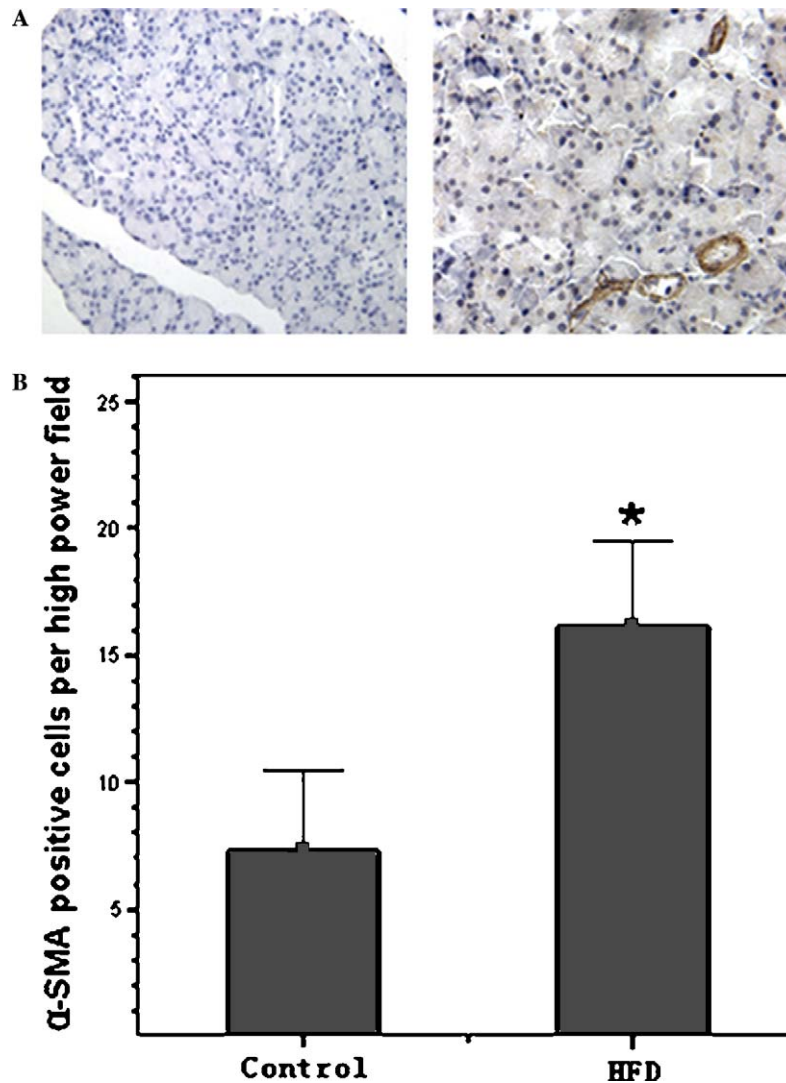 A
B
α-SMA positive cells per high power field
25
20
15
10
5
*
Control
HFD